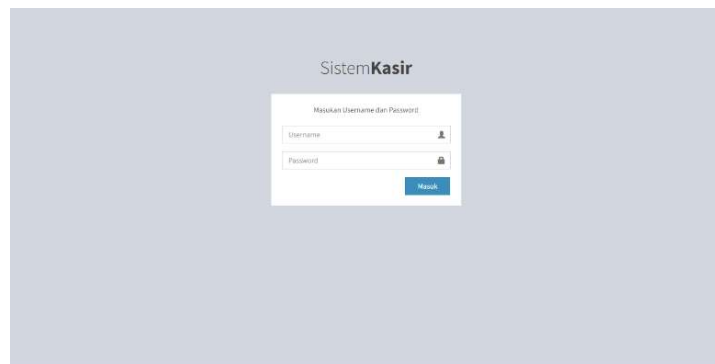 SistemKasir
Masukan Username dan Password
Username
Password
Masuk